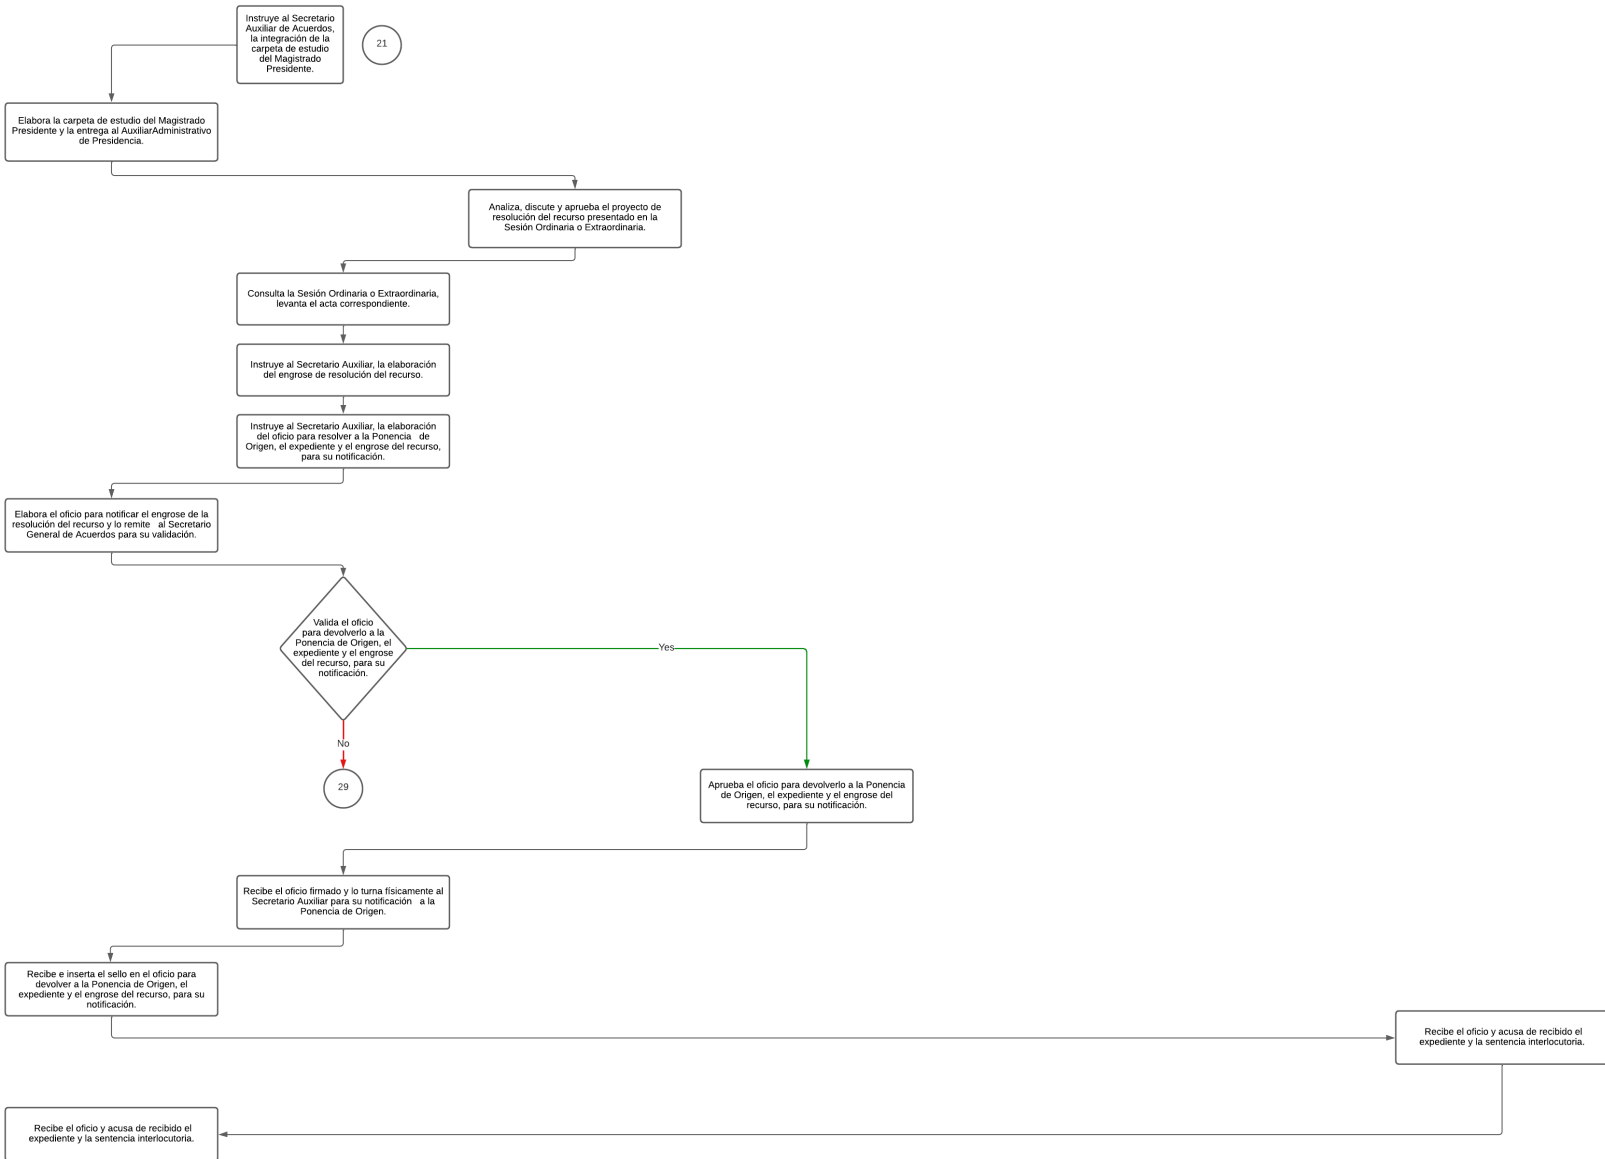 Instruye al Secretario
Auxiliar de Acuerdos,
la integración de la
carpeta de estudio
del Magistrado
Presidente.
21
Elabora la carpeta de estudio del Magistrado
Presidente y la entrega al AuxiliarAdministrativo
de Presidencia.
Analiza, discute y aprueba el proyecto de
resolución del recurso presentado en la
Sesión Ordinaria o Extraordinaria.
Consulta la Sesión Ordinaria o Extraordinaria,
levanta el acta correspondiente.
Instruye al Secretario Auxiliar, la elaboración
del engrose de resolución del recurso.
Instruye al Secretario Auxiliar, la elaboración
del oficio para resolver a la Ponencia de
Origen, el expediente y el engrose del recurso,
para su notificación.
Elabora el oficio para notificar el engrose de la
resolución del recurso y lo remite al Secretario
General de Acuerdos para su validación.
Valida el oficio
para devolverlo a la
Ponencia de Origen, el
expediente y el engrose
del recurso, para su
notificación.
Yes
No
29
Aprueba el oficio para devolverlo a la Ponencia
de Origen, el expediente y el engrose del
recurso, para su notificación.
Recibe el oficio firmado y lo turna físicamente al
Secretario Auxiliar para su notificación a la
Ponencia de Origen.
Recibe e inserta el sello en el oficio para
devolver a la Ponencia de Origen, el
expediente y el engrose del recurso, para su
notificación.
Recibe el oficio y acusa de recibido el
expediente y la sentencia interlocutoria.
Recibe el oficio y acusa de recibido el
expediente y la sentencia interlocutoria.